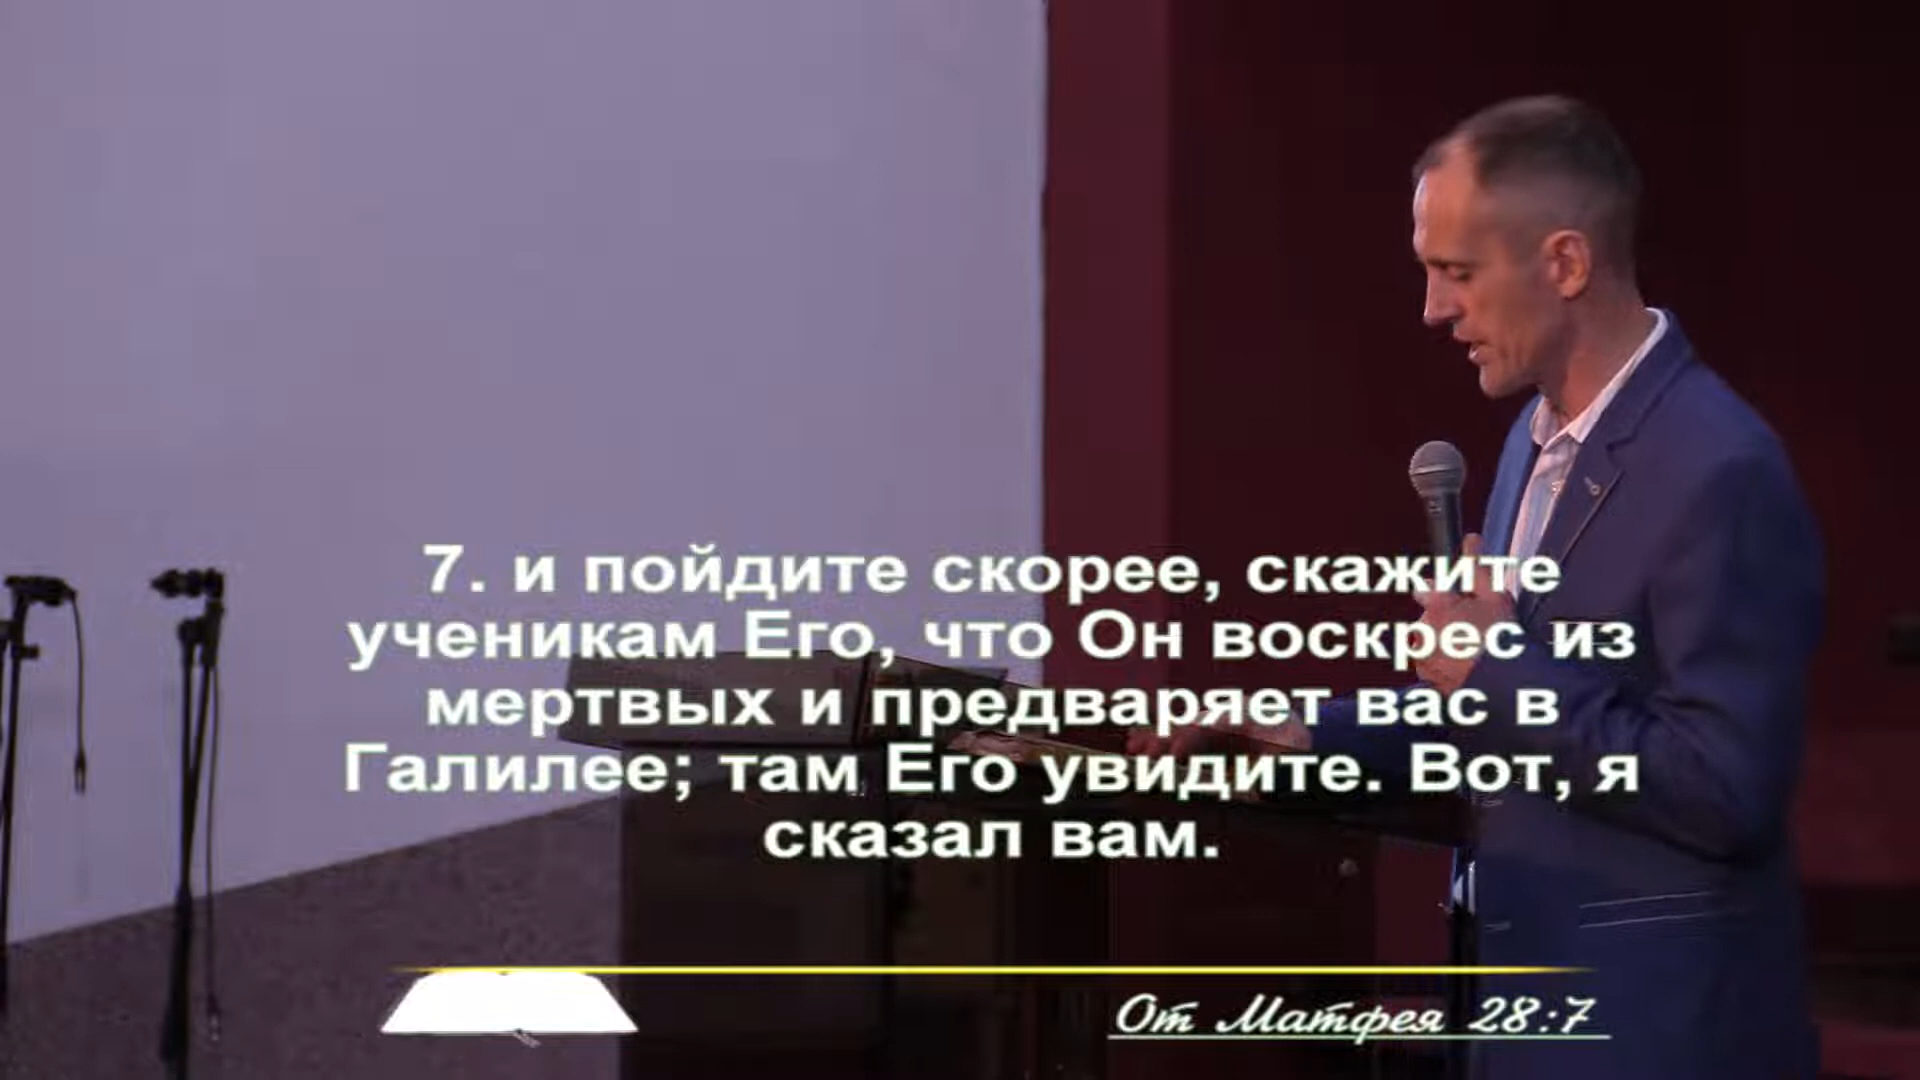 7. и пойдите скорее, скажите
ученикам Его, что Он воскрес из
мертвых и предваряет вас в
Галилее; там Его увидите. Вот, я
сказал вам.
От Матфея 28:7